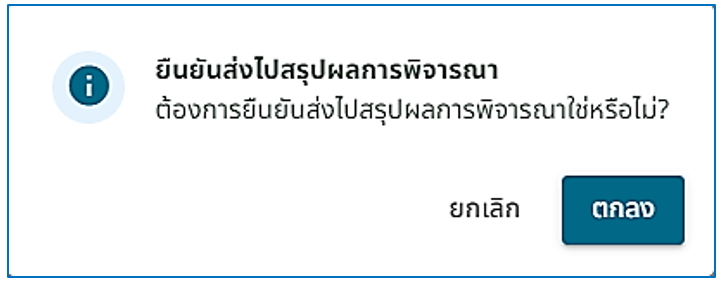 ยืนยันส่งไปสรุปผลการพิจารณา
ต้องการยืนยันส่งไปสรุปผลการพิจารณาใช่หรือไม่?
ยกเลิก ตกลง